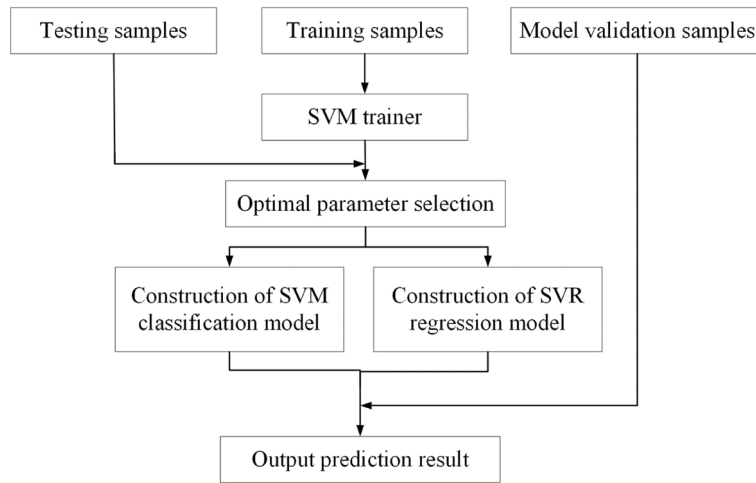 Testing samples
Training samples
Model validation samples
SVM trainer
Optimal parameter selection
Construction of SVM
classification model
Construction of SVR
regression model
Output prediction result